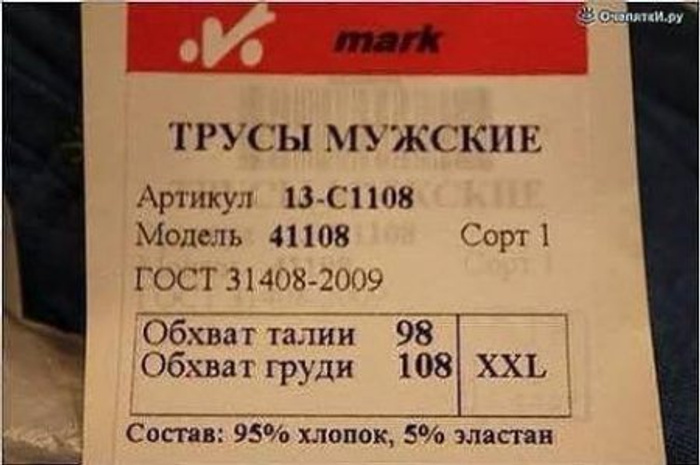 ОчепяткИ.ру
mark
ТРУСЫ МУЖСКИЕ
Артикул 13-С1108
Модель 41108 Сорт 1
ГОСТ 31408-2009
Обхват талии 98
Обхват груди 108 XXL
Состав: 95% хлопок, 5% эластан